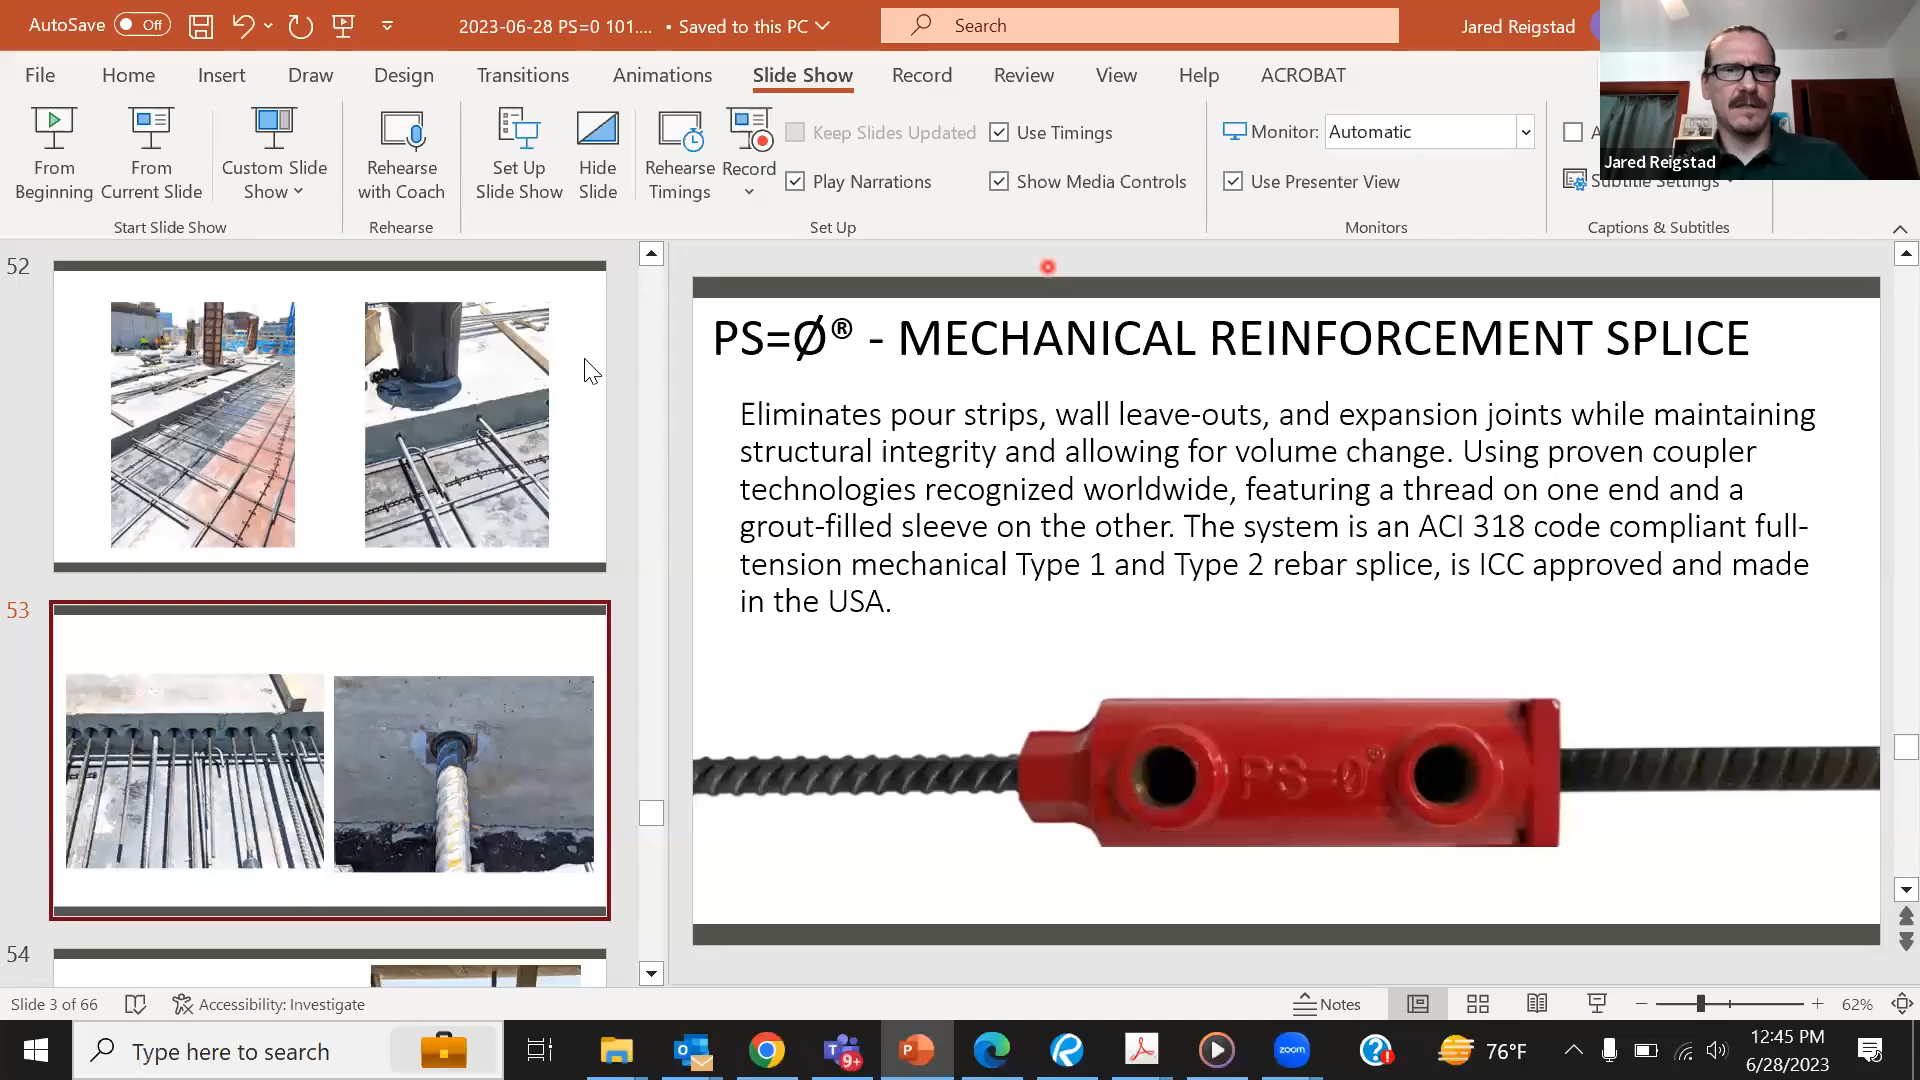 AutoSave Off
2023-06-28 PS=0 101.... • Saved to this PC
Search
Jared Reigstad
File Home Insert Draw Design Transitions Animations Slide Show Record Review View Help ACROBAT
From Beginning
From Current Slide
Custom Slide Show
Rehearse with Coach
Set Up Slide Show
Hide Slide
Rehearse Timings
Record
Keep Slides Updated
Play Narrations
Use Timings
Show Media Controls
Monitor: Automatic
Use Presenter View
Subtitle Settings
Jared Reigstad
Start Slide Show
Rehearse
Set Up
Monitors
Captions & Subtitles
52
53
54
PS=Ø® - MECHANICAL REINFORCEMENT SPLICE
Eliminates pour strips, wall leave-outs, and expansion joints while maintaining
structural integrity and allowing for volume change. Using proven coupler
technologies recognized worldwide, featuring a thread on one end and a
grout-filled sleeve on the other. The system is an ACI 318 code compliant full-
tension mechanical Type 1 and Type 2 rebar splice, is ICC approved and made
in the USA.
PS=Ø®
Slide 3 of 66
Accessibility: Investigate
Notes
62%
Type here to search
9+
zoom
76°F
12:45 PM
6/28/2023